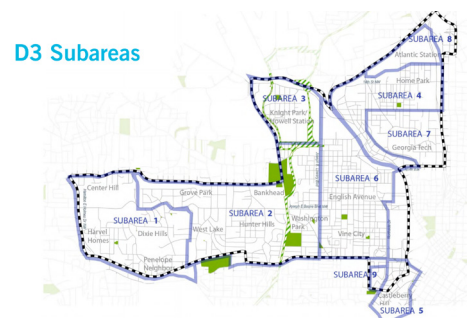 D3 Subareas
SUBAREA 8
Atlantic Station
Home Park
SUBAREA 3
SUBAREA 4
Knight Park/
Howell Station
SUBAREA 7
Georgia Tech
SUBAREA 6
Center Hill
Grove Park
Bankhead
English Avenue
SUBAREA 1
SUBAREA 2
Washington
Park
Harvel
Homes
Dixie Hills
West Lake
Hunter Hills
Vine City
Penelope
Neighbor
SUBAREA 9
Castleberry
Hill
SUBAREA 5